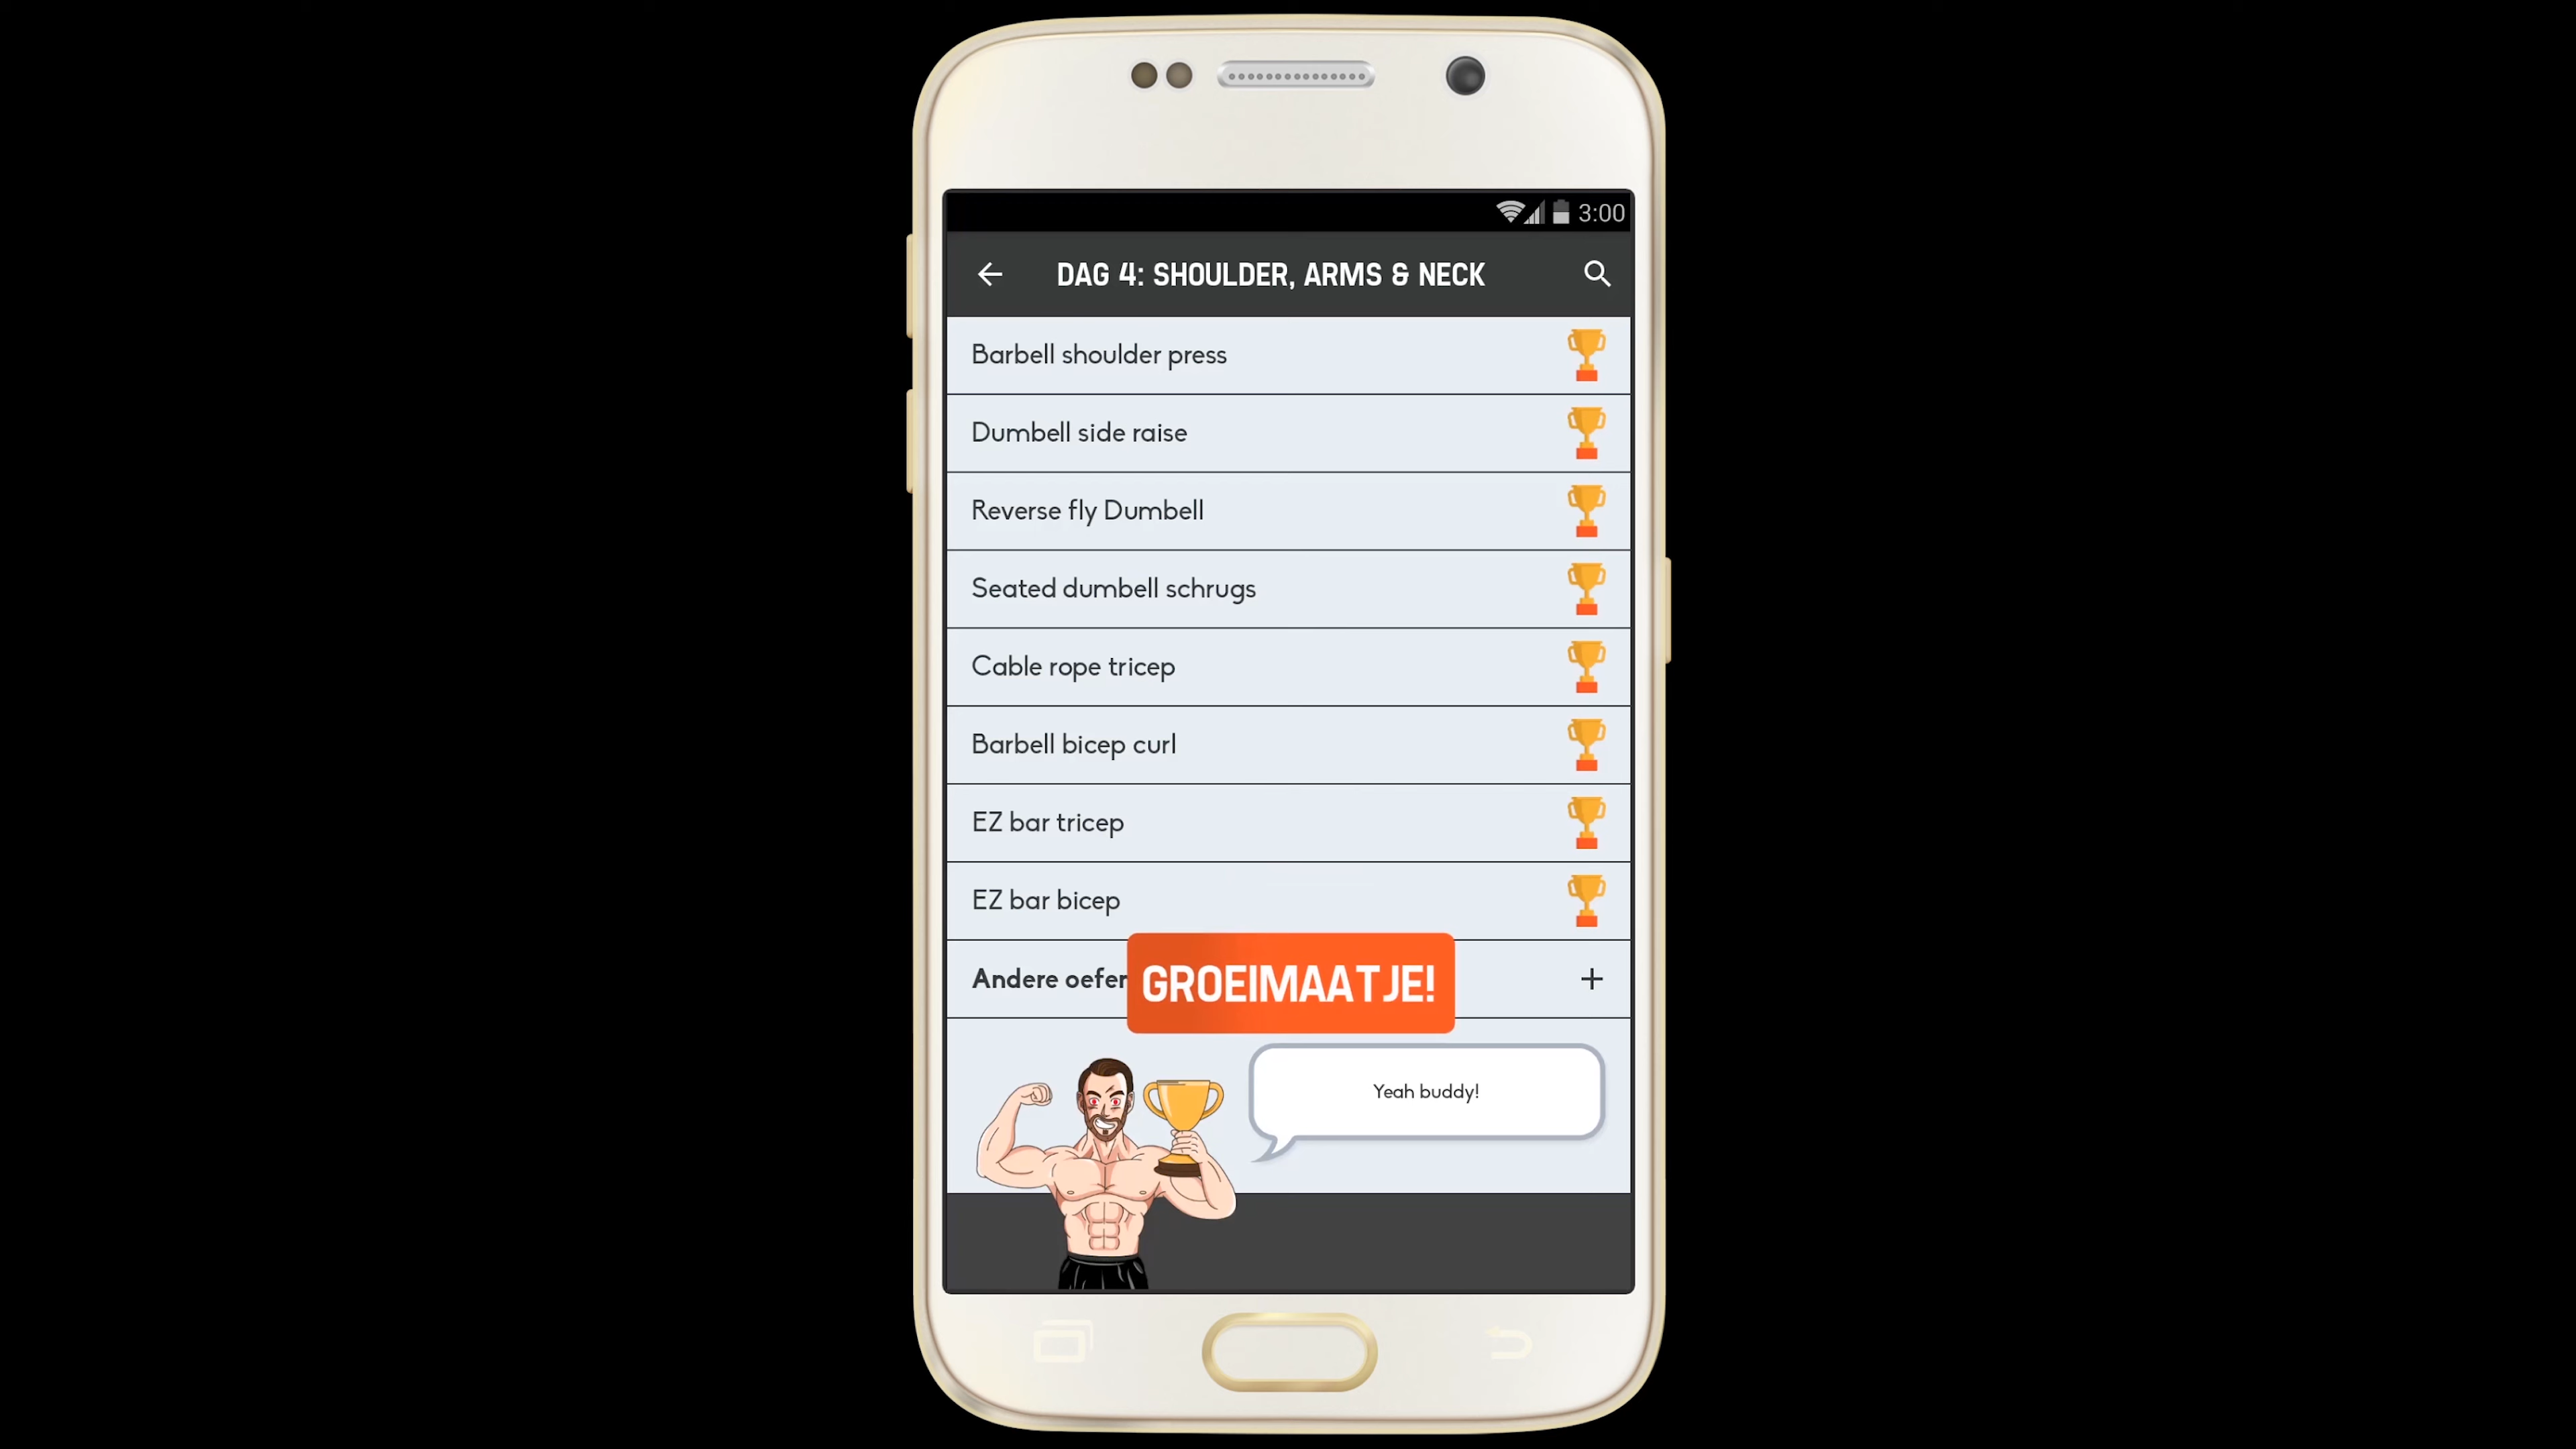 3:00
DAG 4: SHOULDER, ARMS & NECK
Barbell shoulder press
Dumbell side raise
Reverse fly Dumbell
Seated dumbell schrugs
Cable rope tricep
Barbell bicep curl
EZ bar tricep
EZ bar bicep
Andere oefer
GROEIMAATJE!
Yeah buddy!